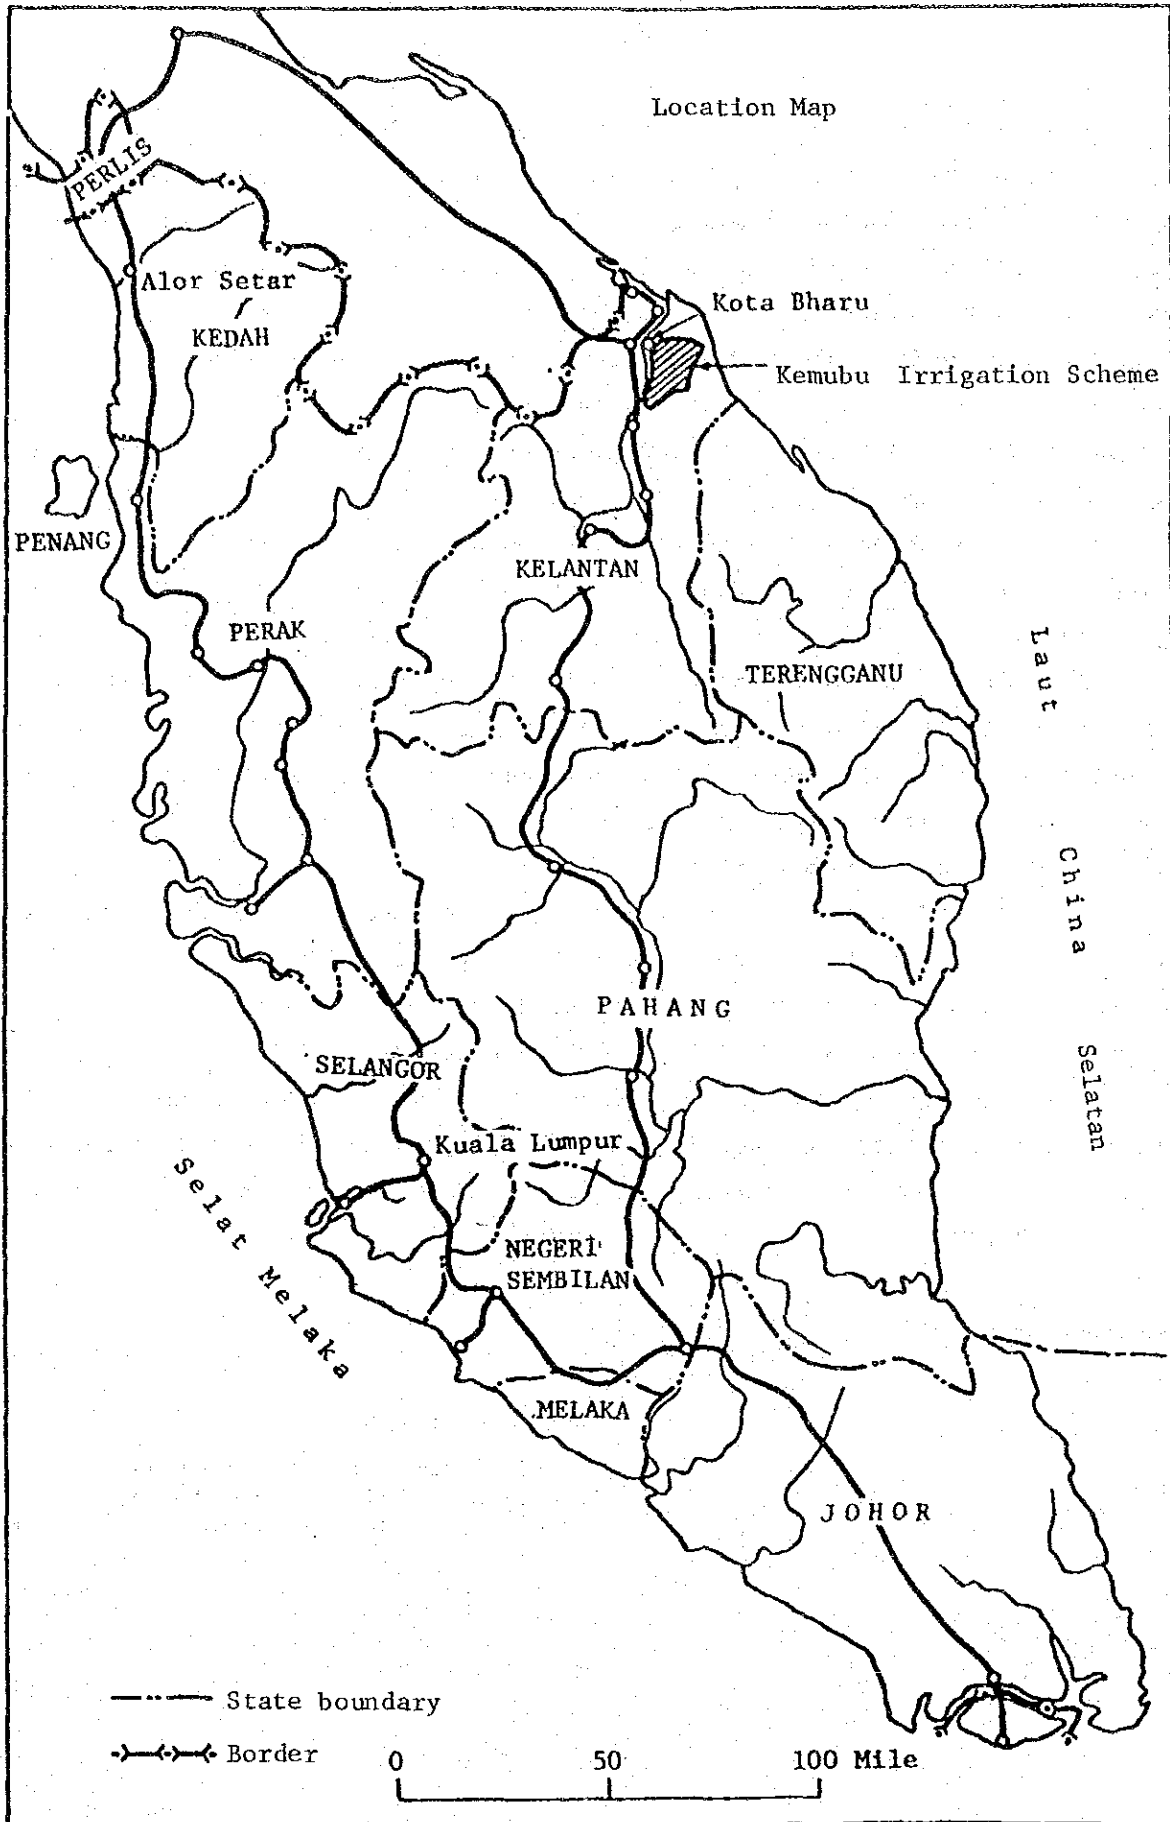 Location Map
PERLIS
Alor Setar
KEDAH
Kota Bharu
Kemubu Irrigation Scheme
PENANG
KELANTAN
PERAK
TERENGGANU
Laut China Selatan
PAHANG
SELANGOR
Kuala Lumpur
Selat Melaka
NEGERI
SEMBILAN
MELAKA
JOHOR
State boundary
Border
0 50 100 Mile